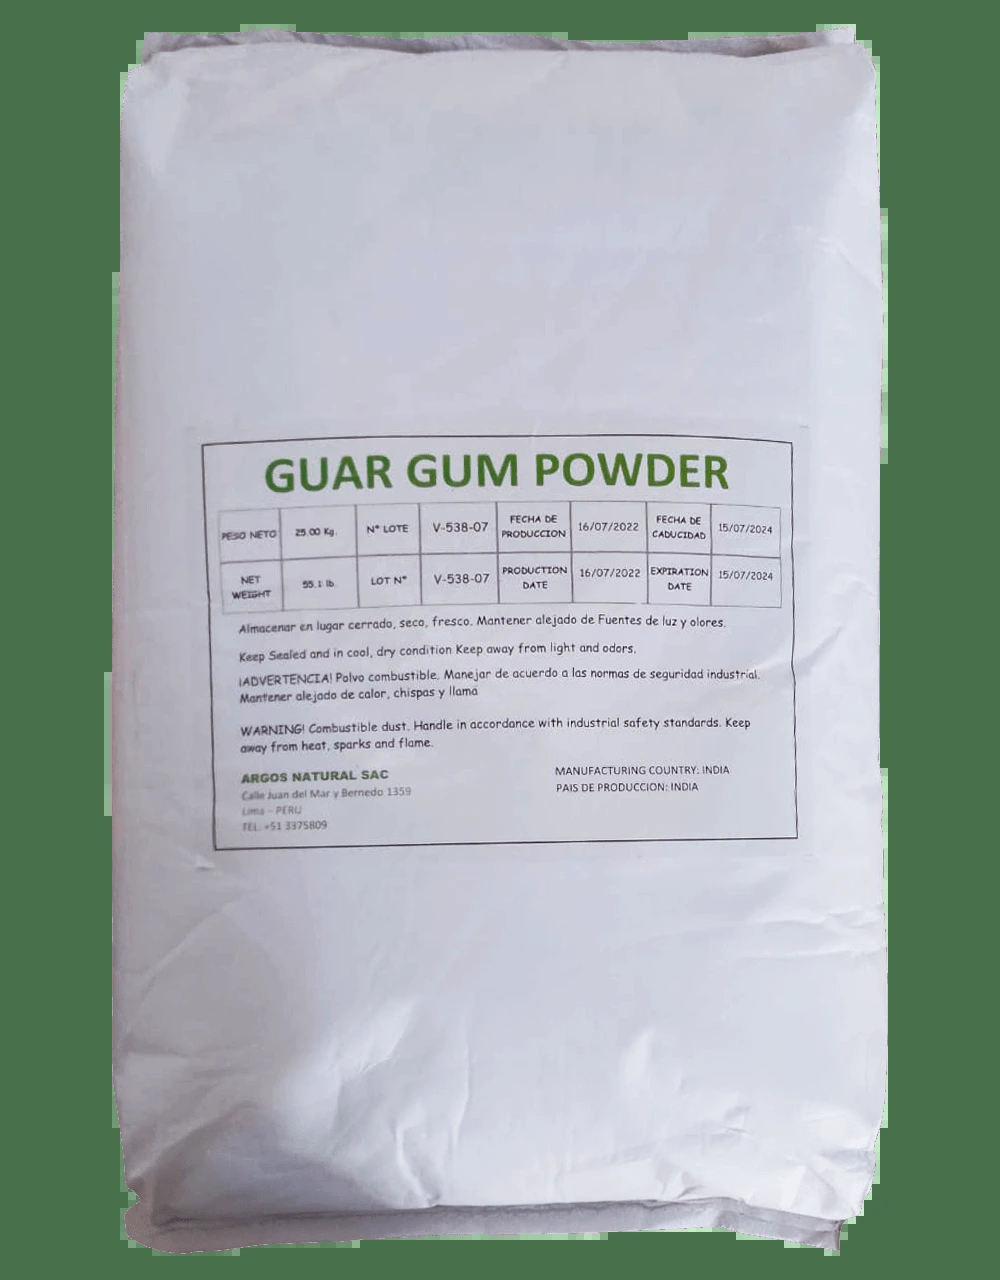 GUAR GUM POWDER
PESO NETO 25.00 Kg. N° LOTE V-538-07 FECHA DE PRODUCCION 16/07/2022 FECHA DE CADUCIDAD 15/07/2024
NET WEIGHT 55.1 lb. LOT N° V-538-07 PRODUCTION DATE 16/07/2022 EXPIRATION DATE 15/07/2024
Almacenar en lugar cerrado, seco, fresco. Mantener alejado de Fuentes de luz y olores.
Keep Sealed and in cool, dry condition Keep away from light and odors.
¡ADVERTENCIA! Polvo combustible. Manejar de acuerdo a las normas de seguridad industrial.
Mantener alejado de calor, chispas y llama
WARNING! Combustible dust. Handle in accordance with industrial safety standards. Keep
away from heat, sparks and flame.
ARGOS NATURAL SAC
Calle Juan del Mar y Bernedo 1359
Lima - PERU
TEL. +51 3375809
MANUFACTURING COUNTRY: INDIA
PAIS DE PRODUCCION: INDIA